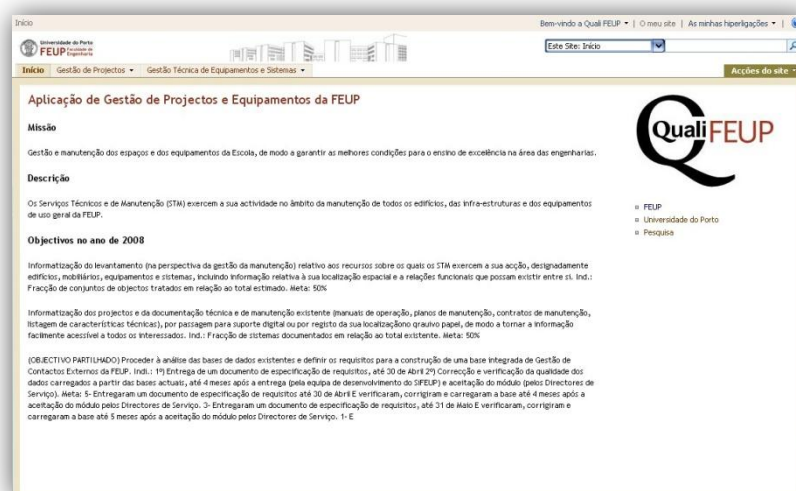 Início
Bem-vindo a Quali FEUP | O meu site | As minhas hiperligações |
Universidade do Porto
FEUP Faculdade de Engenharia
Este Site: Início
Início Gestão de Projectos Gestão Técnica de Equipamentos e Sistemas Acções do site
Aplicação de Gestão de Projectos e Equipamentos da FEUP
Missão
Gestão e manutenção dos espaços e dos equipamentos da Escola, de modo a garantir as melhores condições para o ensino de excelência na área das engenharias.
Descrição
Os Serviços Técnicos e de Manutenção (STM) exercem a sua actividade no âmbito da manutenção de todos os edifícios, das infra-estruturas e dos equipamentos
de uso geral da FEUP.
Objectivos no ano de 2008
Informatização do levantamento (na perspectiva da gestão da manutenção) relativo aos recursos sobre os quais os STM exercem a sua acção, designadamente
edifícios, mobiliários, equipamentos e sistemas, incluindo informação relativa à sua localização espacial e a relações funcionais que possam existir entre si. Ind.:
Fracção de conjuntos de objectos tratados em relação ao total estimado. Meta: 50%
Informatização dos projectos e da documentação técnica e de manutenção existente (manuais de operação, planos de manutenção, contratos de manutenção,
listagem de características técnicas), por passagem para suporte digital ou por registo da sua localizaçãono qrauivo papel, de modo a tornar a informação
facilmente acessível a todos os interessados. Ind.: Fracção de sistemas documentados em relação ao total existente. Meta: 50%
(OBJECTIVO PARTILHADO) Proceder à análise das bases de dados existentes e definir os requisitos para a construção de uma base integrada de Gestão de
Contactos Externos da FEUP. Indi.: 1º) Entrega de um documento de especificação de requisitos, até 30 de Abril 2º) Correcção e verificação da qualidade dos
dados carregados a partir das bases actuais, até 4 meses após a entrega (pela equipa de desenvolvimento do SiFEUP) e aceitação do módulo (pelos Directores de
Serviço). Meta: 5- Entregaram um documento de especificação de requisitos até 30 de Abril E verificaram, corrigiram e carregaram a base até 4 meses após a
aceitação do módulo pelos Directores de Serviço. 3- Entregaram um documento de especificação de requisitos, até 31 de Maio E verificaram, corrigiram e
carregaram a base até 5 meses após a aceitação do módulo pelos Directores de Serviço. 1- E
QualiFEUP
FEUP
Universidade do Porto
Pesquisa